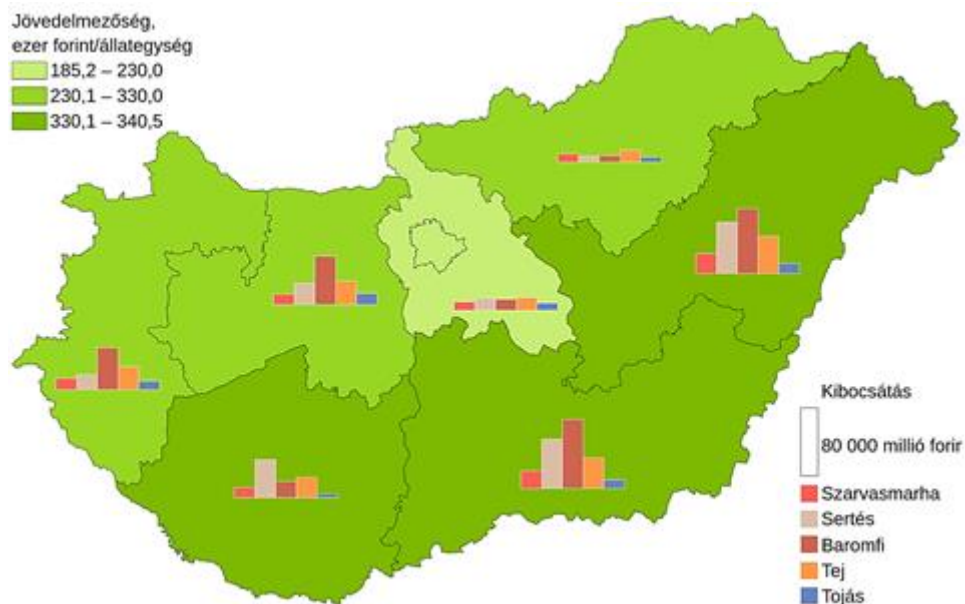 Jövedelmezőség,
ezer forint/állategység
185,2 – 230,0
230,1 – 330,0
330,1 – 340,5
Kibocsátás
80 000 millió forir
Szarvasmarha
Sertés
Baromfi
Tej
Tojás